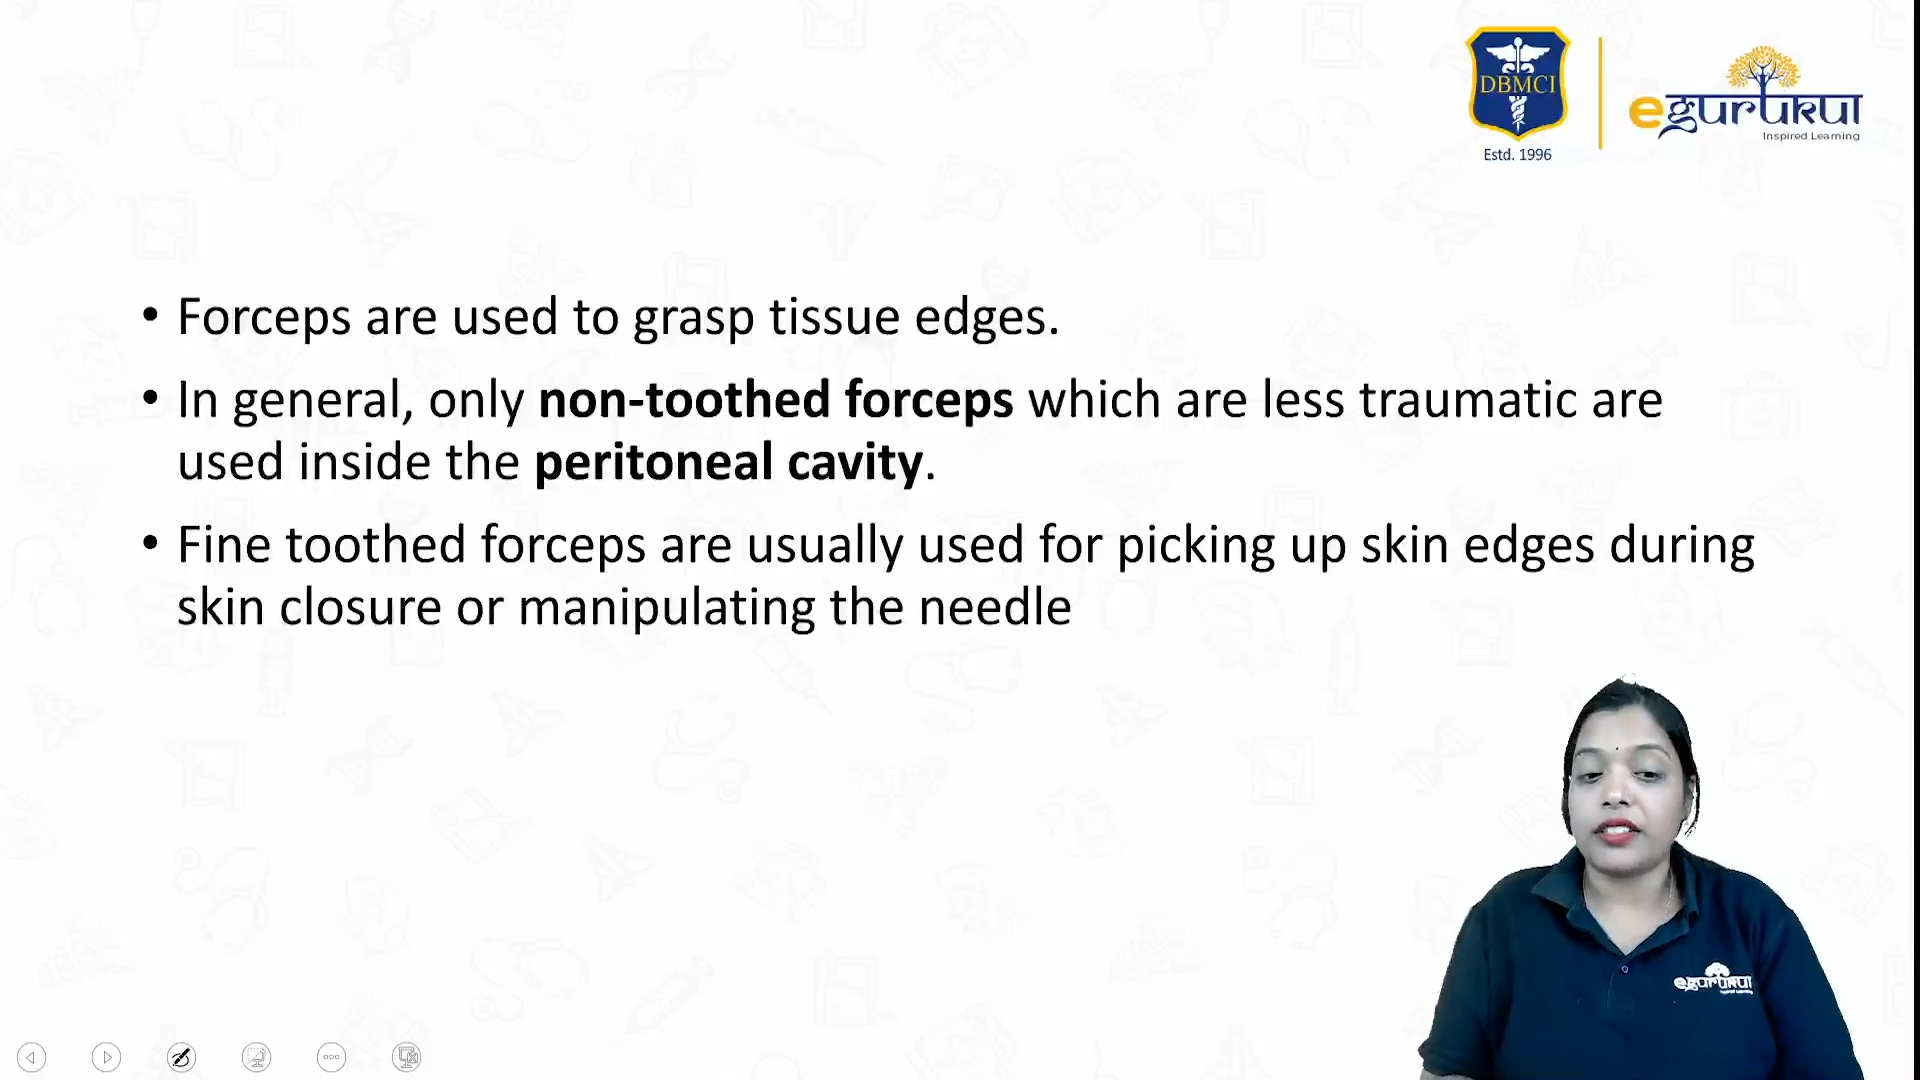 DBMCI
Estd. 1996
egurukul
Inspired Learning
• Forceps are used to grasp tissue edges.
• In general, only non-toothed forceps which are less traumatic are
used inside the peritoneal cavity.
• Fine toothed forceps are usually used for picking up skin edges during
skin closure or manipulating the needle
egurukul